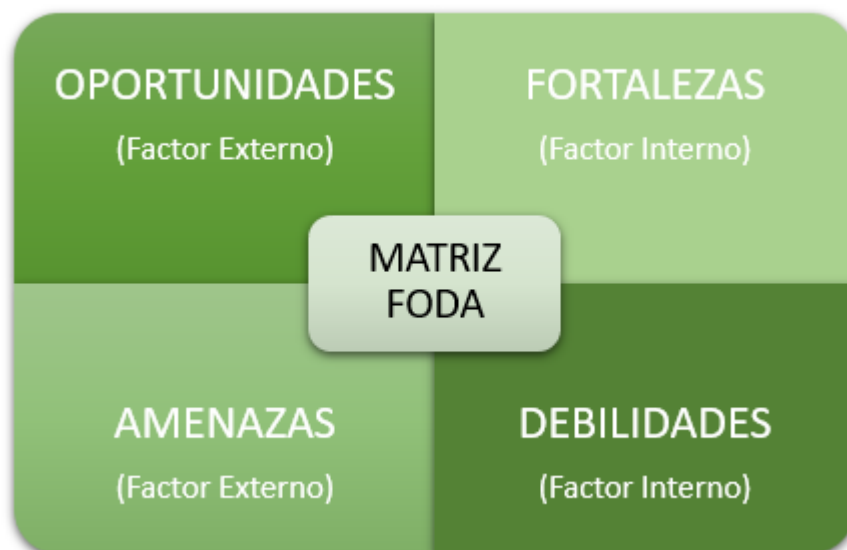 OPORTUNIDADES
(Factor Externo)
FORTALEZAS
(Factor Interno)
MATRIZ
FODA
AMENAZAS
(Factor Externo)
DEBILIDADES
(Factor Interno)